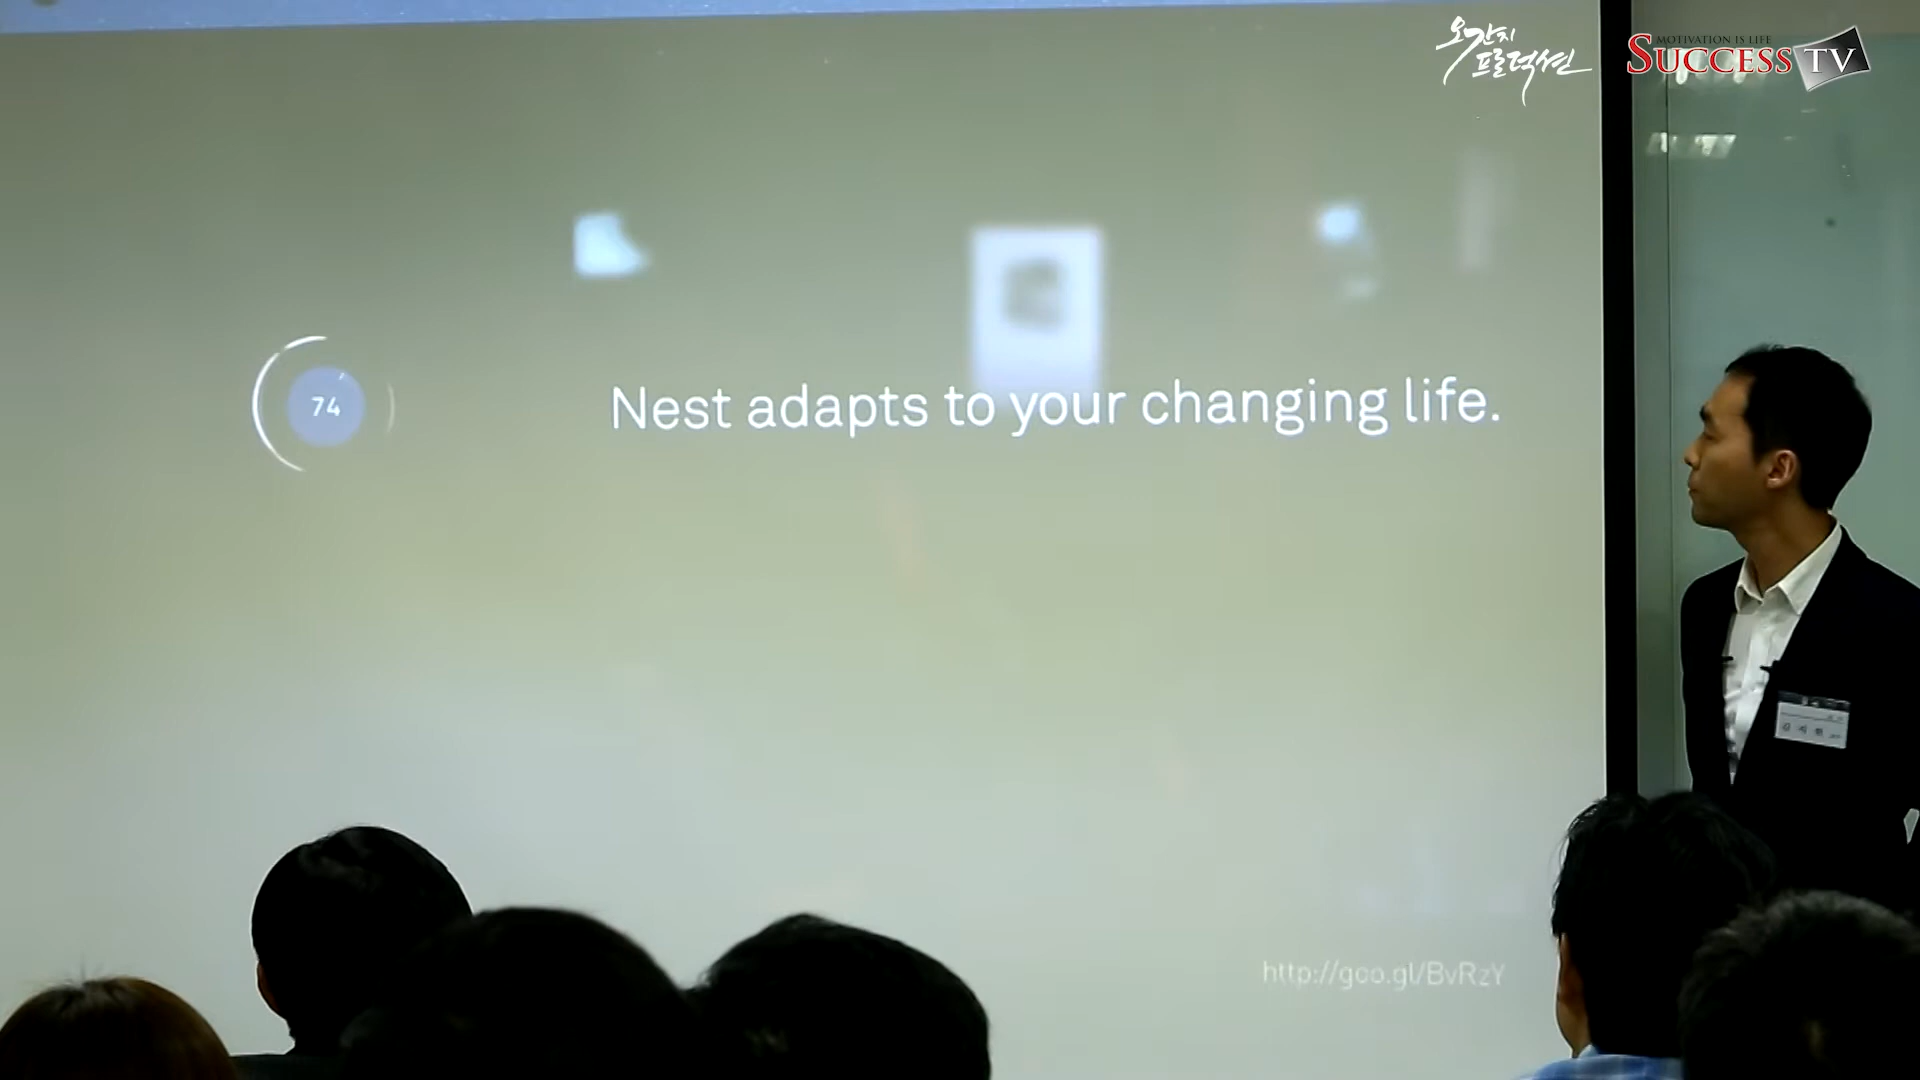 오간지
프로덕션
MOTIVATION IS LIFE
SUCCESS TV
74
Nest adapts to your changing life.
http://goo.gl/BvRzY